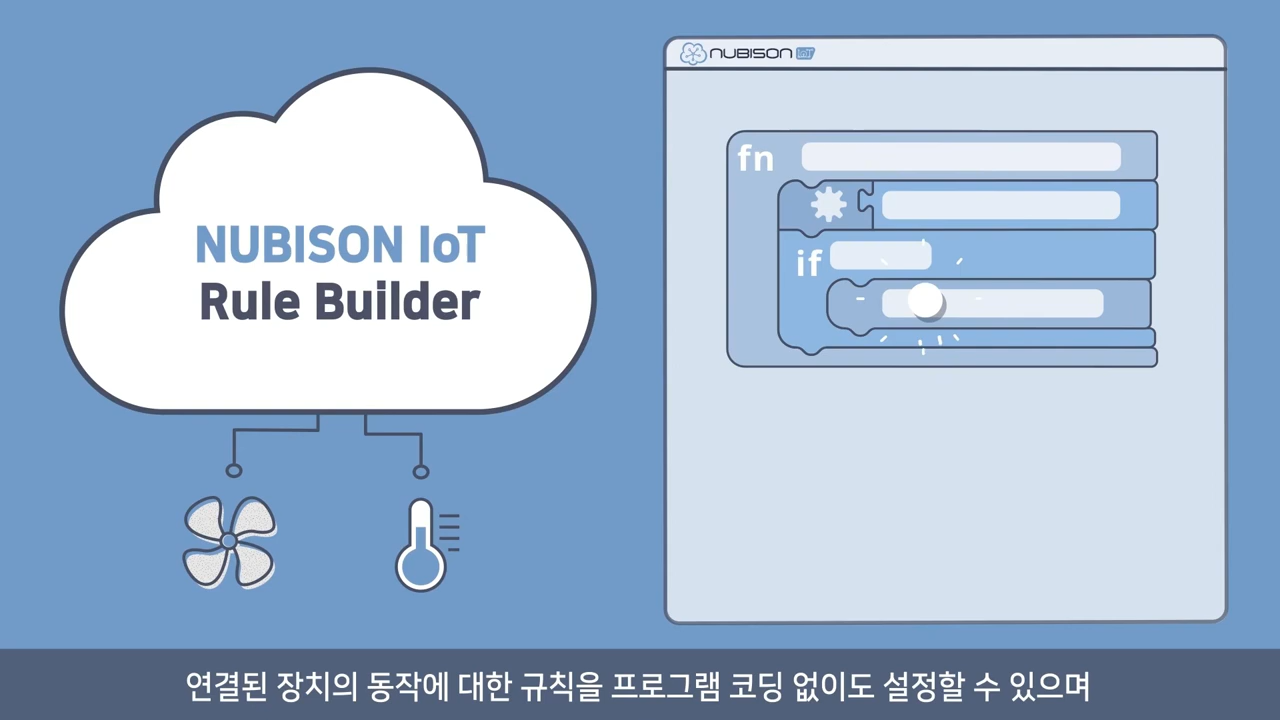 NUBISON IoT
NUBISON IoT
Rule Builder
fn
if
연결된 장치의 동작에 대한 규칙을 프로그램 코딩 없이도 설정할 수 있으며